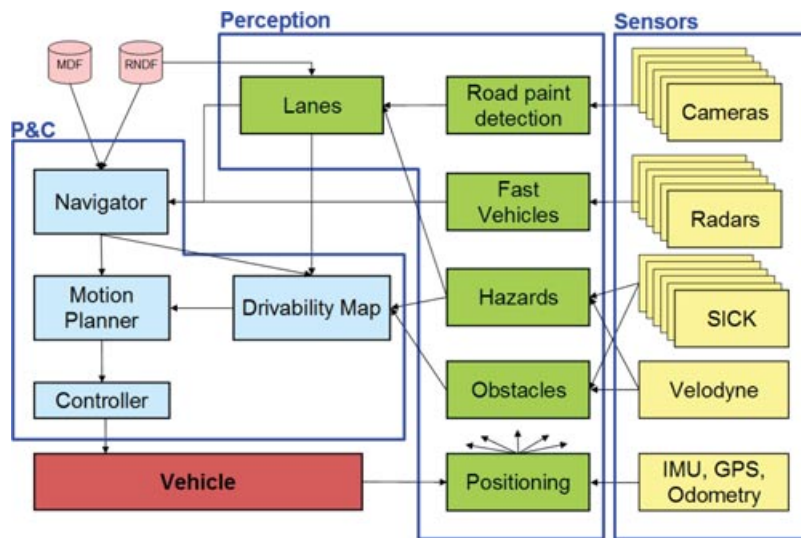 Perception
Sensors
MDF
RNDF
Lanes
Road paint
detection
Cameras
P&C
Navigator
Fast
Vehicles
Radars
Motion
Planner
Drivability Map
Hazards
SICK
Controller
Obstacles
Velodyne
Vehicle
Positioning
IMU, GPS,
Odometry